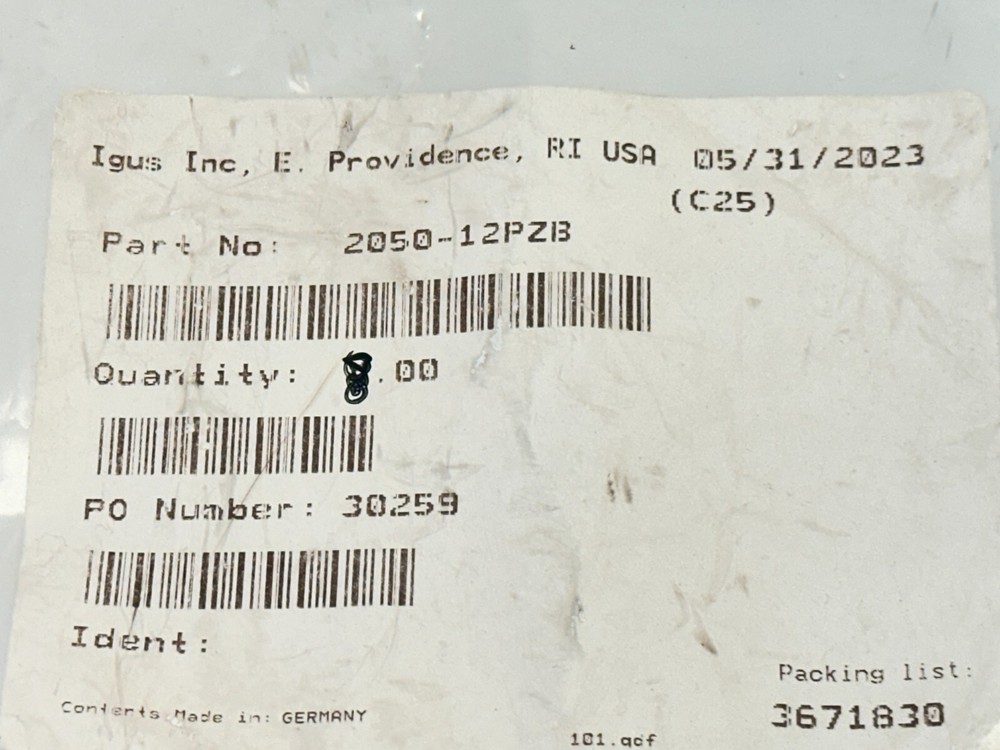 Igus Inc, E. Providence, RI USA 05/31/2023
(C25)
Part No: 2050-12PZB
Quantity: .00
PO Number: 30259
Ident:
Packing list:
Contents Made in: GERMANY
3671830
101.qdf